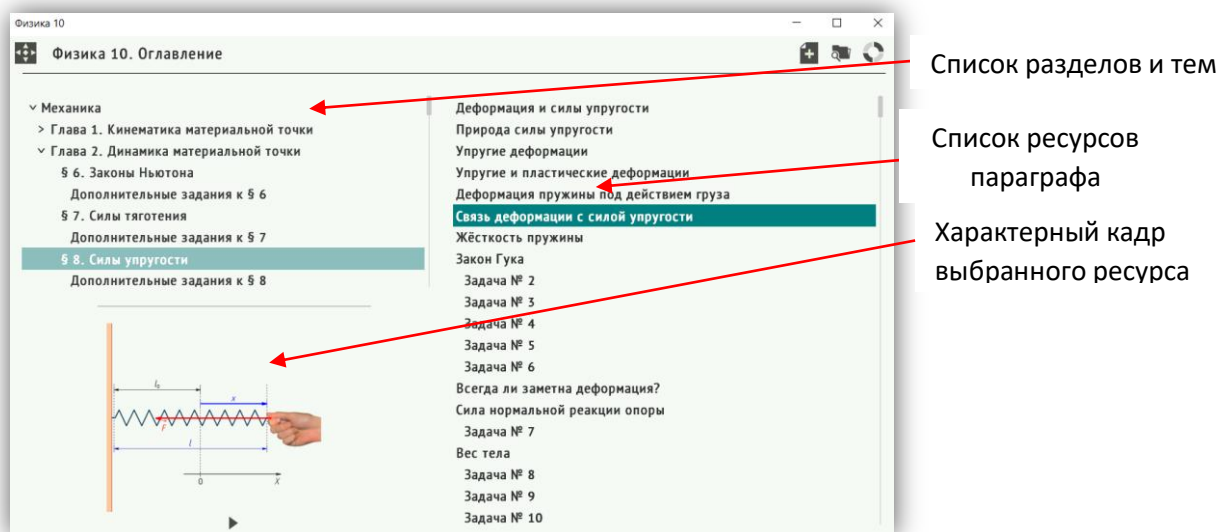 Физика 10
Физика 10. Оглавление
Механика
Глава 1. Кинематика материальной точки
Глава 2. Динамика материальной точки
§ 6. Законы Ньютона
Дополнительные задания к § 6
§ 7. Силы тяготения
Дополнительные задания к § 7
§ 8. Силы упругости
Дополнительные задания к § 8
l₀
x
F
l
0
X
Деформация и силы упругости
Природа силы упругости
Упругие деформации
Упругие и пластические деформации
Деформация пружины под действием груза
Связь деформации с силой упругости
Жёсткость пружины
Закон Гука
Задача № 2
Задача № 3
Задача № 4
Задача № 5
Задача № 6
Всегда ли заметна деформация?
Сила нормальной реакции опоры
Задача № 7
Вес тела
Задача № 8
Задача № 9
Задача № 10
Список разделов и тем
Список ресурсов
параграфа
Характерный кадр
выбранного ресурса